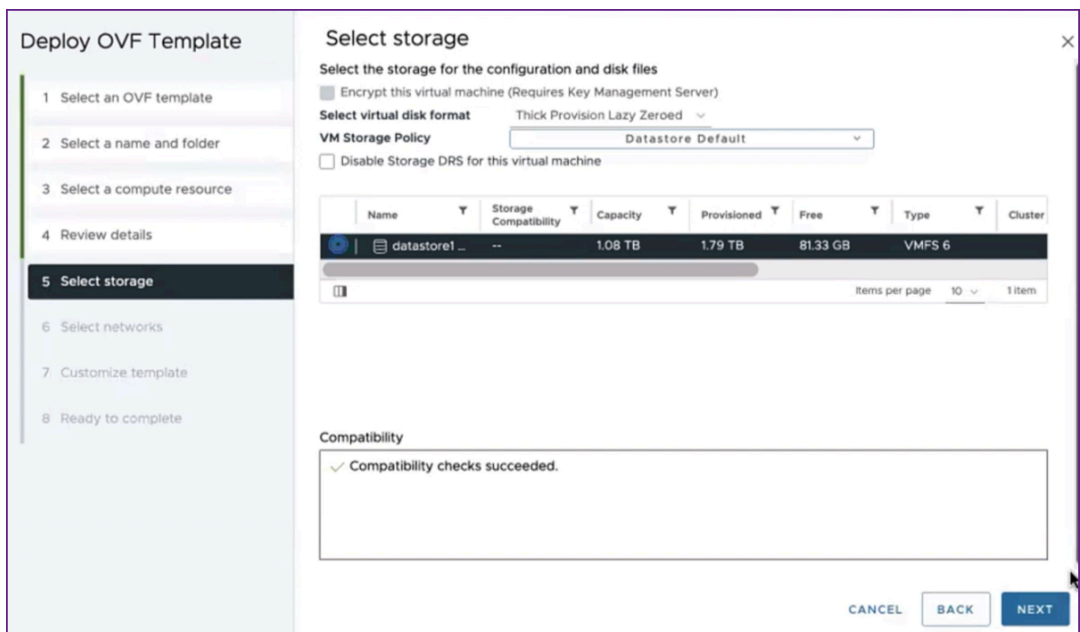 Deploy OVF Template
1 Select an OVF template
2 Select a name and folder
3 Select a compute resource
4 Review details
5 Select storage
6 Select networks
7 Customize template
8 Ready to complete
Select storage
Select the storage for the configuration and disk files
Encrypt this virtual machine (Requires Key Management Server)
Select virtual disk format Thick Provision Lazy Zeroed
VM Storage Policy Datastore Default
Disable Storage DRS for this virtual machine
Name Storage Compatibility Capacity Provisioned Free Type Cluster
datastore1 ... -- 1.08 TB 1.79 TB 81.33 GB VMFS 6
Items per page 10 1 item
Compatibility
Compatibility checks succeeded.
CANCEL BACK NEXT